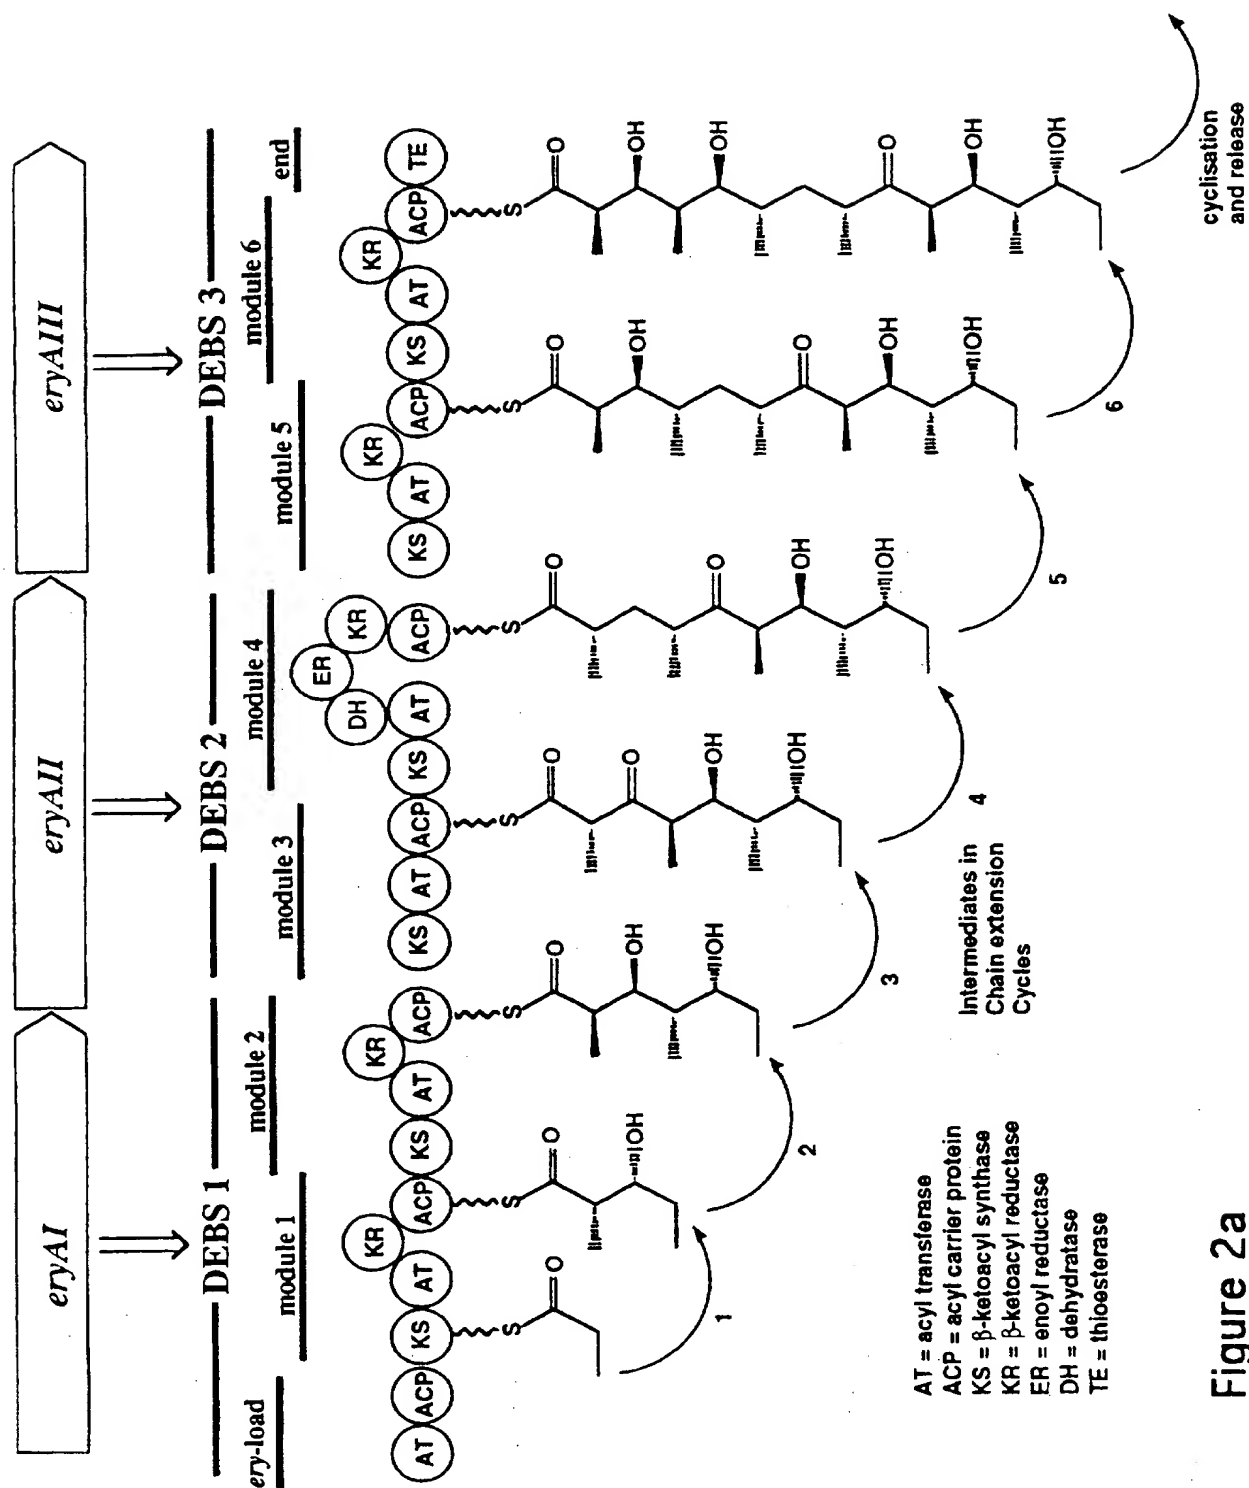 eryAI
eryAII
eryAIII
DEBS 1
DEBS 2
DEBS 3
ery-load
module 1
module 2
module 3
module 4
module 5
module 6
end
AT
ACP
KS
AT
KR
ACP
KS
AT
KR
ACP
KS
AT
ACP
KS
AT
DH
ER
KR
ACP
KS
AT
KR
ACP
KS
AT
KR
ACP
TE
S
O
S
O
OH
S
O
OH
OH
S
O
O
OH
OH
S
O
O
OH
OH
S
O
OH
O
OH
OH
S
O
OH
OH
O
OH
OH
1
2
3
4
5
6
cyclisation
and release
Intermediates in
Chain extension
Cycles
AT = acyl transferase
ACP = acyl carrier protein
KS = β-ketoacyl synthase
KR = β-ketoacyl reductase
ER = enoyl reductase
DH = dehydratase
TE = thioesterase
Figure 2a